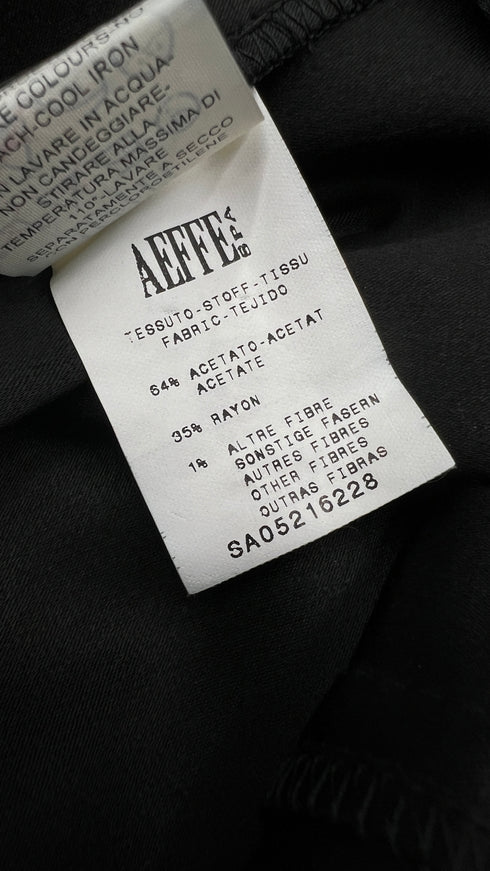 E COLOURS-NO
ACH-COOL IRON
LAVARE IN ACQUA-
NON CANDEGGIARE-
STIRARE ALLA
TEMPERATURA MASSIMA DI
110° LAVARE
SEPARATAMENTE A SECCO
CON PERCLOROETILENE
AEFFE SPA
TESSUTO-STOFF-TISSU
FABRIC-TEJIDO
64% ACETATO-ACETAT
ACETATE
35% RAYON
1% ALTRE FIBRE
SONSTIGE FASERN
AUTRES FIBRES
OTHER FIBRES
OUTRAS FIBRAS
SA05216228